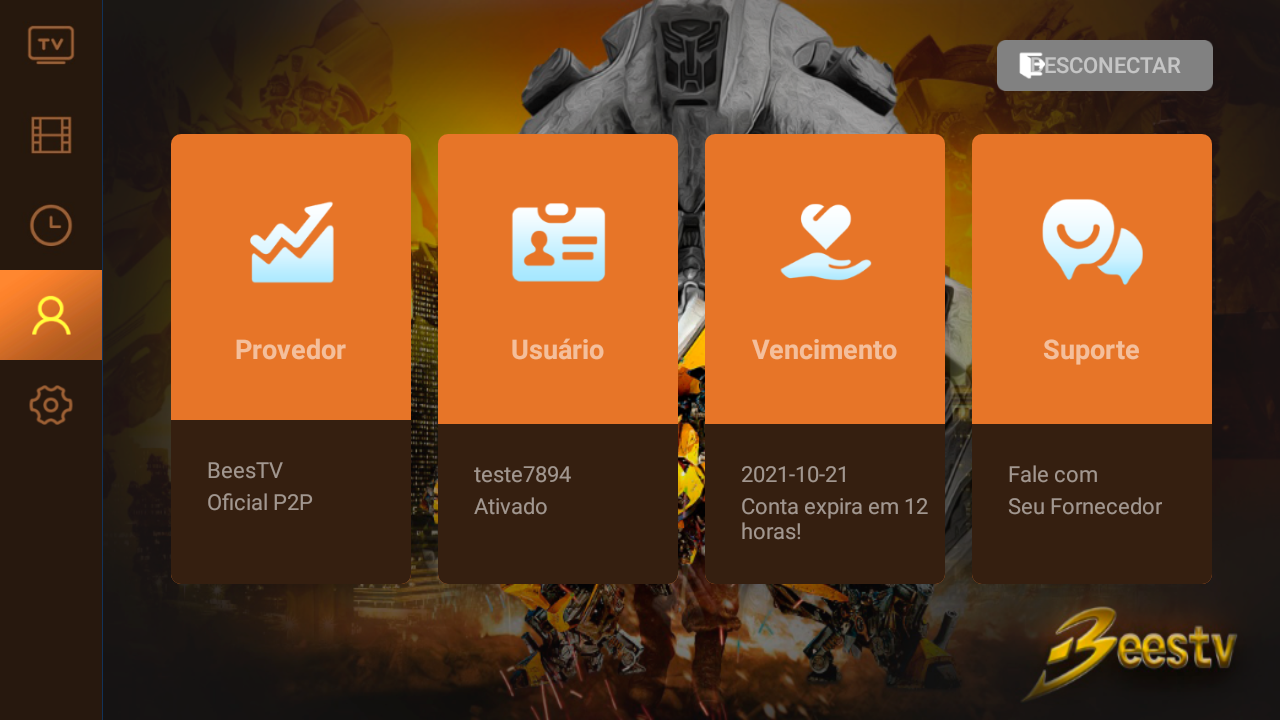 TV
DESCONECTAR
Provedor
Usuário
Vencimento
Suporte
BeesTV
Oficial P2P
teste7894
Ativado
2021-10-21
Conta expira em 12
horas!
Fale com
Seu Fornecedor
Beestv